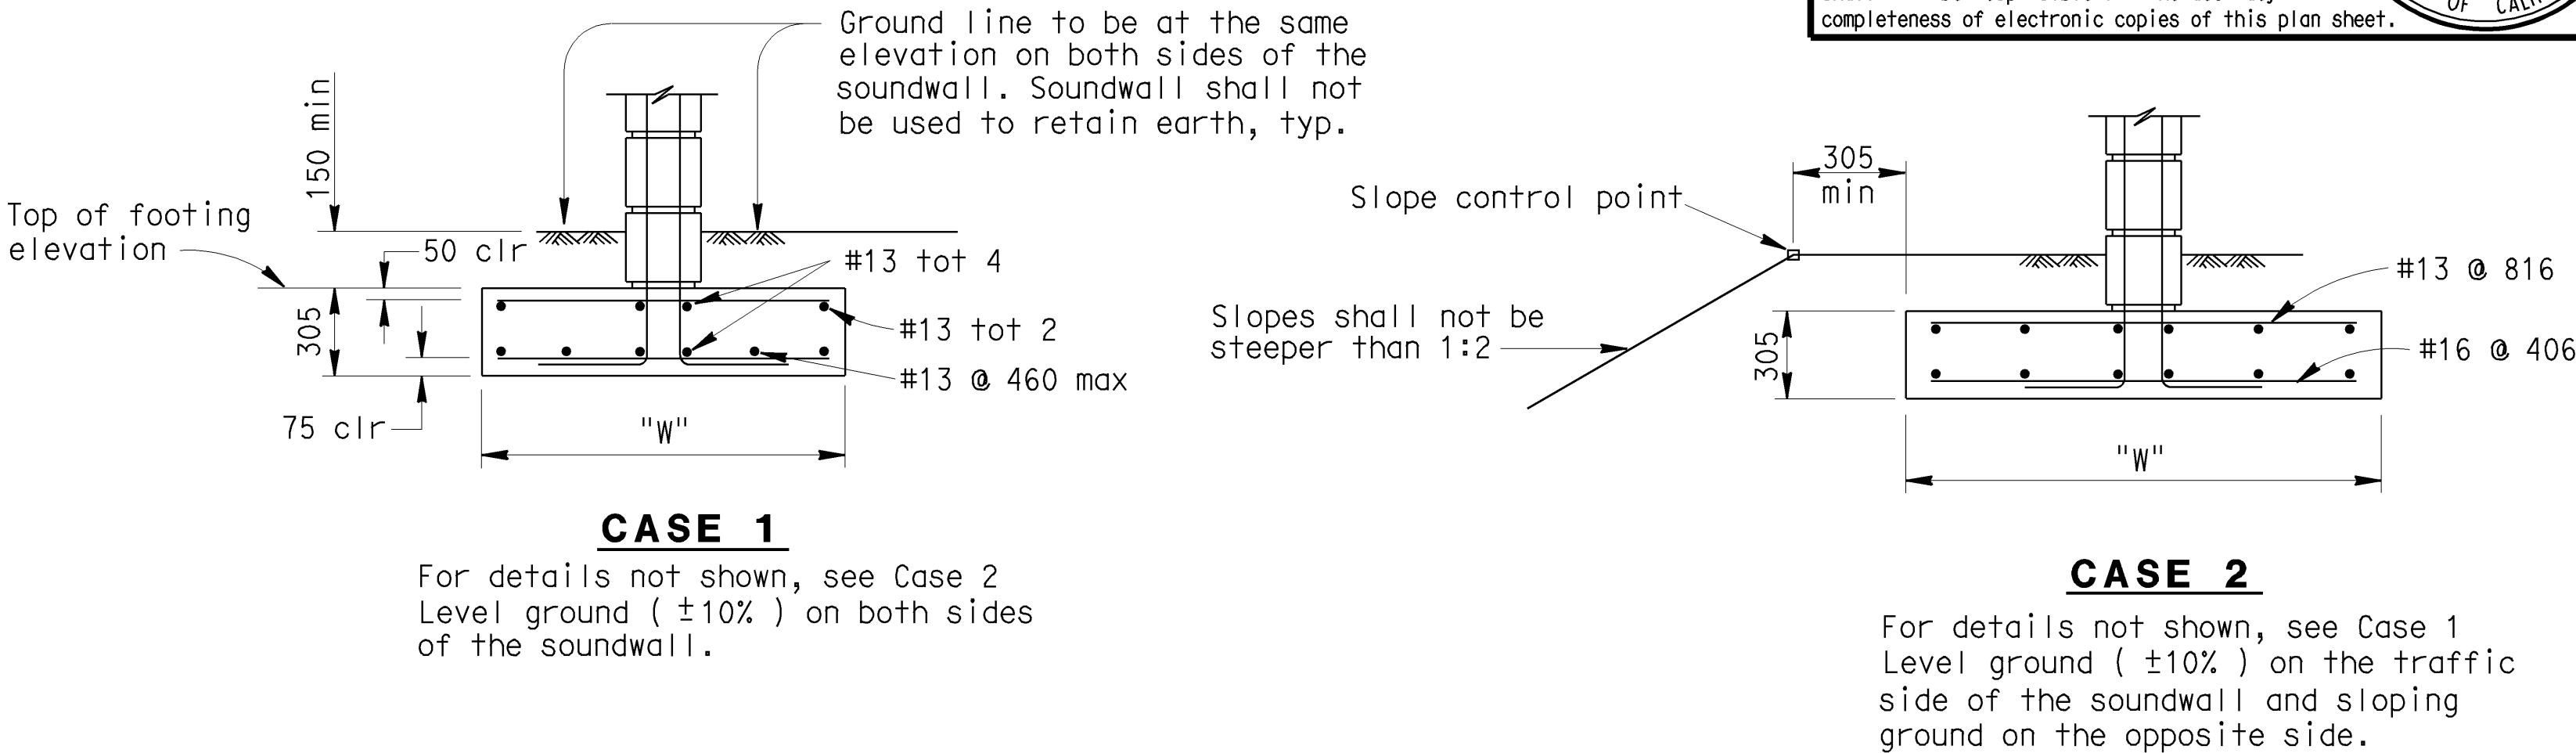 completeness of electronic copies of this plan sheet.
OF
Ground line to be at the same
elevation on both sides of the
soundwall. Soundwall shall not
be used to retain earth, typ.
150 min
Top of footing
elevation
50 clr
#13 tot 4
305
#13 tot 2
#13 @ 460 max
75 clr
"W"
CASE 1
For details not shown, see Case 2
Level ground ( ±10% ) on both sides
of the soundwall.
305
min
Slope control point
#13 @ 816
Slopes shall not be
steeper than 1:2
305
#16 @ 406
"W"
CASE 2
For details not shown, see Case 1
Level ground ( ±10% ) on the traffic
side of the soundwall and sloping
ground on the opposite side.